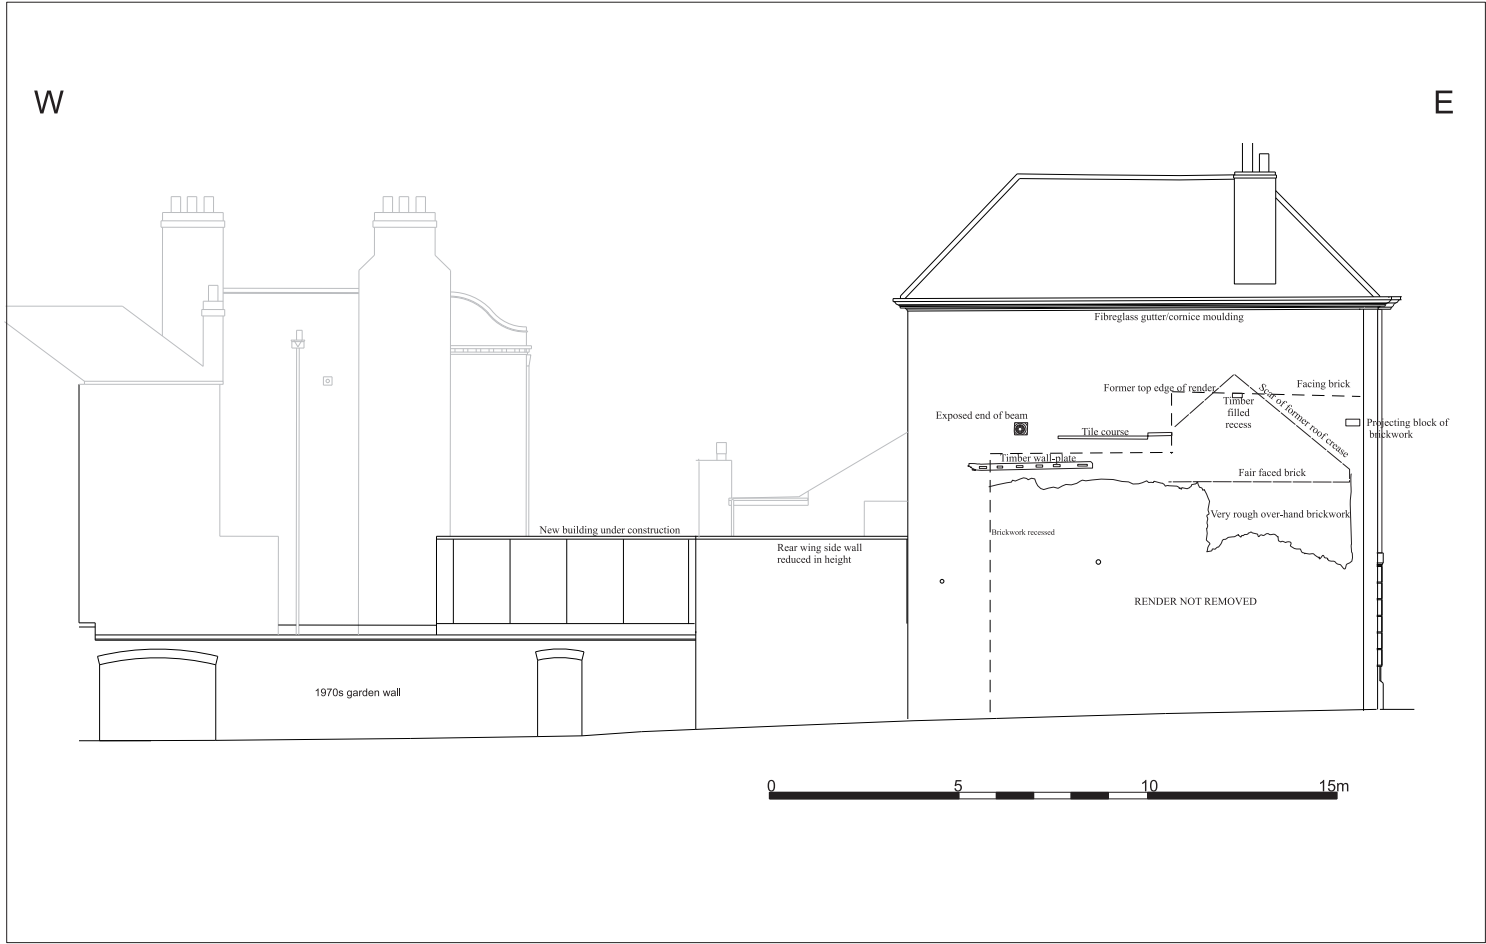 W
E
Fibreglass gutter/cornice moulding
Former top edge of render
Facing brick
Scar of former roof crease
Timber
filled
recess
Exposed end of beam
Projecting block of
brickwork
Tile course
Timber wall-plate
Fair faced brick
Very rough over-hand brickwork
New building under construction
Brickwork recessed
Rear wing side wall
reduced in height
RENDER NOT REMOVED
1970s garden wall
0 5 10 15m